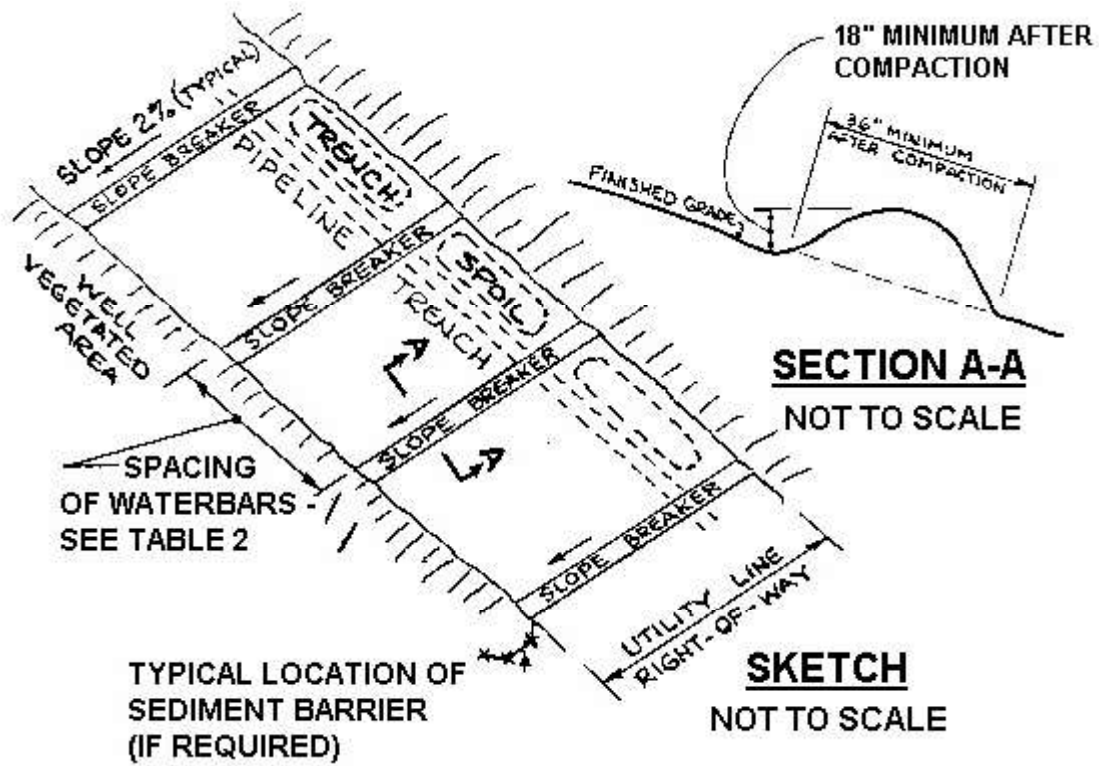 18" MINIMUM AFTER
COMPACTION
36" MINIMUM
AFTER COMPACTION
FINISHED GRADE
SECTION A-A
NOT TO SCALE
SLOPE 2% (TYPICAL)
SLOPE BREAKER
TRENCH
PIPELINE
SLOPE BREAKER
SPOIL
TRENCH
A
SLOPE BREAKER
A
SLOPE BREAKER
WELL
VEGETATED
AREA
SPACING
OF WATERBARS -
SEE TABLE 2
UTILITY LINE
RIGHT-OF-WAY
TYPICAL LOCATION OF
SEDIMENT BARRIER
(IF REQUIRED)
SKETCH
NOT TO SCALE